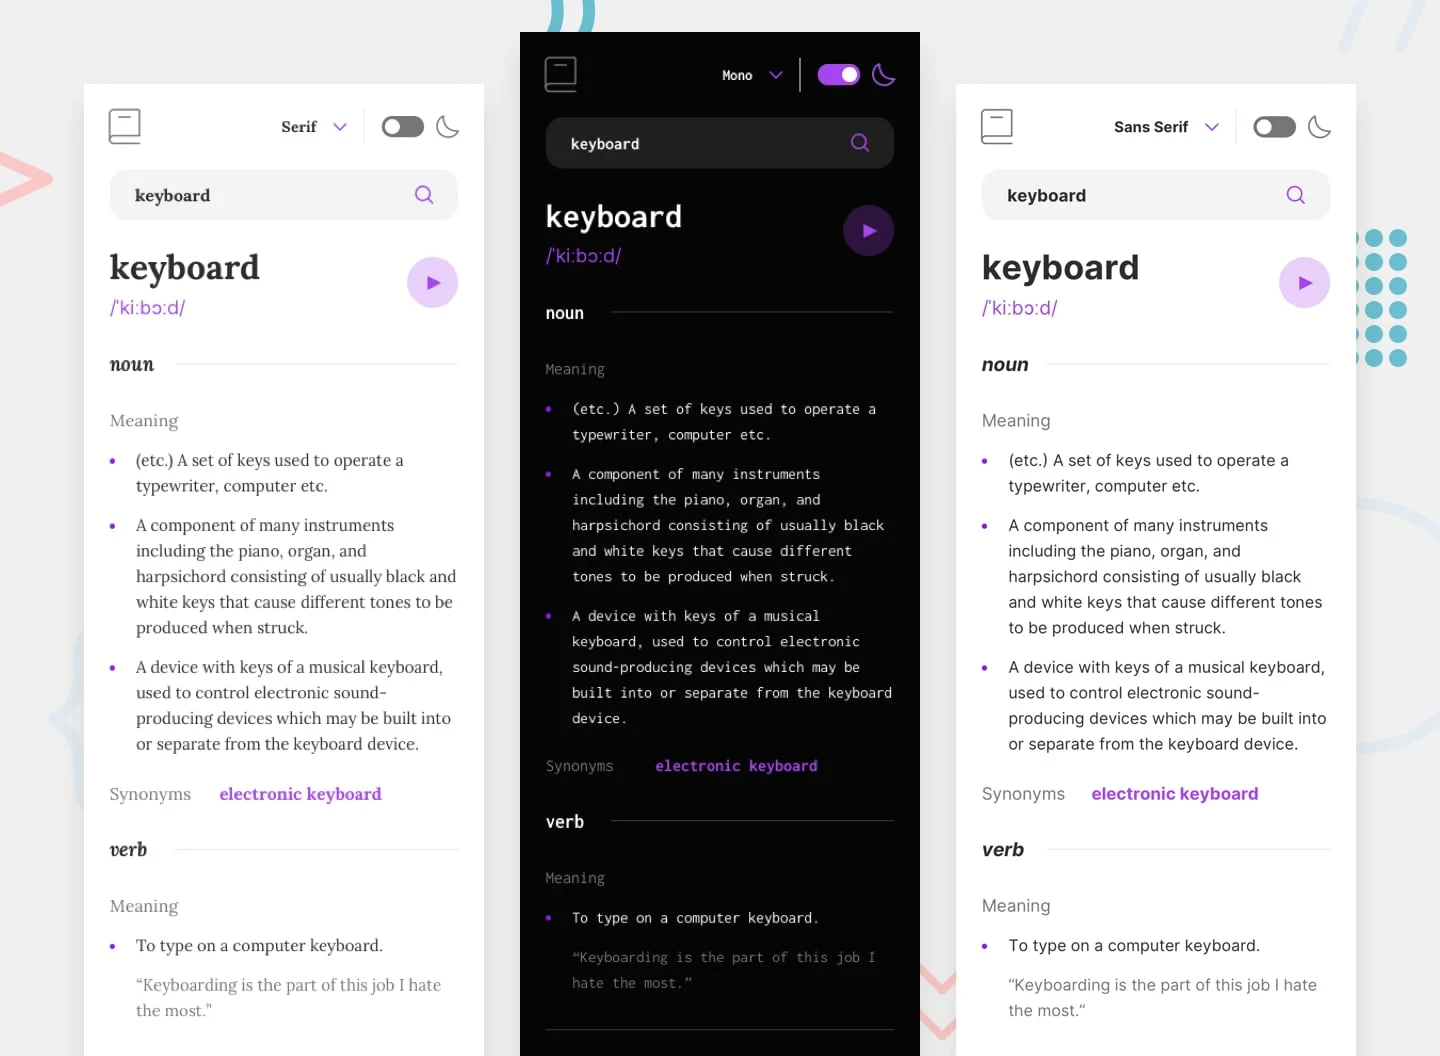 Serif
keyboard
keyboard
/ˈkiːbɔːd/
noun
Meaning
(etc.) A set of keys used to operate a
typewriter, computer etc.
A component of many instruments
including the piano, organ, and
harpsichord consisting of usually black and
white keys that cause different tones to be
produced when struck.
A device with keys of a musical keyboard,
used to control electronic sound-
producing devices which may be built into
or separate from the keyboard device.
Synonyms electronic keyboard
verb
Meaning
To type on a computer keyboard.
“Keyboarding is the part of this job I hate
the most.”
Mono
keyboard
keyboard
/ˈkiːbɔːd/
noun
Meaning
(etc.) A set of keys used to operate a
typewriter, computer etc.
A component of many instruments
including the piano, organ, and
harpsichord consisting of usually black
and white keys that cause different
tones to be produced when struck.
A device with keys of a musical
keyboard, used to control electronic
sound-producing devices which may be
built into or separate from the keyboard
device.
Synonyms electronic keyboard
verb
Meaning
To type on a computer keyboard.
“Keyboarding is the part of this job I
hate the most.”
Sans Serif
keyboard
keyboard
/ˈkiːbɔːd/
noun
Meaning
(etc.) A set of keys used to operate a
typewriter, computer etc.
A component of many instruments
including the piano, organ, and
harpsichord consisting of usually black
and white keys that cause different tones
to be produced when struck.
A device with keys of a musical keyboard,
used to control electronic sound-
producing devices which may be built into
or separate from the keyboard device.
Synonyms electronic keyboard
verb
Meaning
To type on a computer keyboard.
“Keyboarding is the part of this job I hate
the most.”